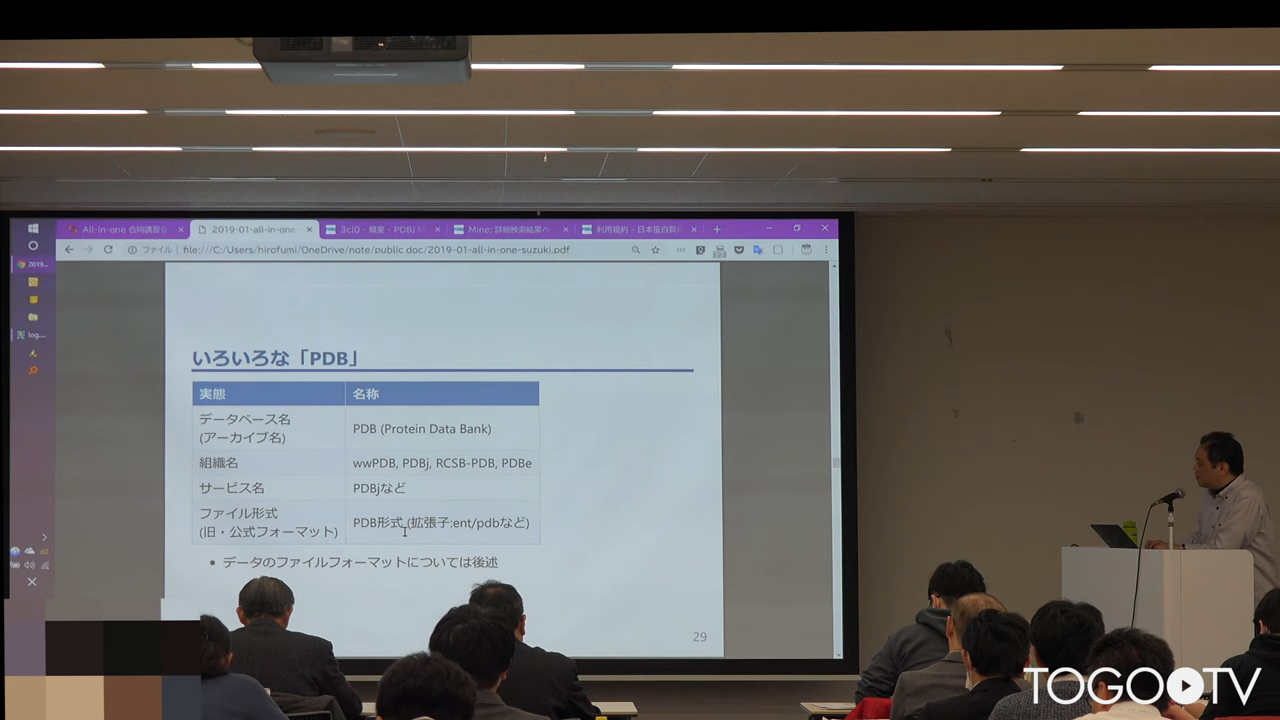 All-in-one 合同講習会
2019-01-all-in-one-
3cl0 - 概要 - PDBj M
Mine: 詳細検索結果ペ
利用規約 - 日本蛋白質
ファイル
file:///C:/Users/hirofumi/OneDrive/note/public doc/2019-01-all-in-one-suzuki.pdf
2019...
log...
60
いろいろな「PDB」
実態 名称
データベース名
(アーカイブ名)
PDB (Protein Data Bank)
組織名 wwPDB, PDBj, RCSB-PDB, PDBe
サービス名 PDBjなど
ファイル形式
(旧・公式フォーマット)
PDB形式 (拡張子:ent/pdbなど)
• データのファイルフォーマットについては後述
29
TOGO TV